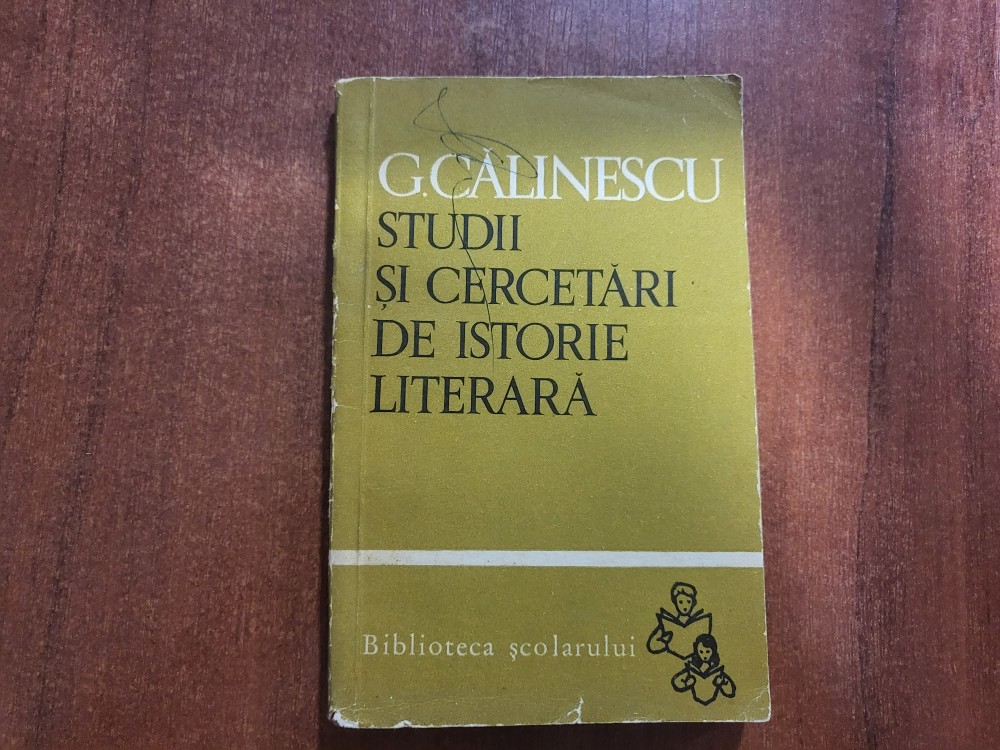 G.CĂLINESCU
STUDII
ȘI CERCETĂRI
DE ISTORIE
LITERARĂ
Biblioteca școlarului